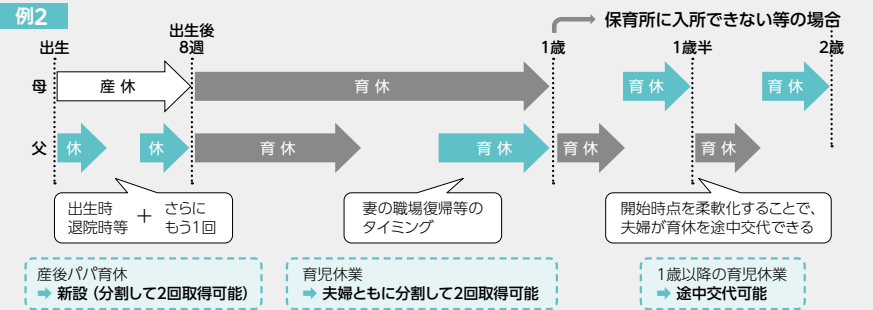 例2
保育所に入所できない等の場合
出生
出生後
8週
1歳
1歳半
2歳
母
産休
育休
育休
育休
父
休
休
育休
育休
育休
育休
出生時
退院時等
+
さらに
もう1回
妻の職場復帰等の
タイミング
開始時点を柔軟化することで、
夫婦が育休を途中交代できる
産後パパ育休
➡ 新設（分割して2回取得可能）
育児休業
➡ 夫婦ともに分割して2回取得可能
1歳以降の育児休業
➡ 途中交代可能